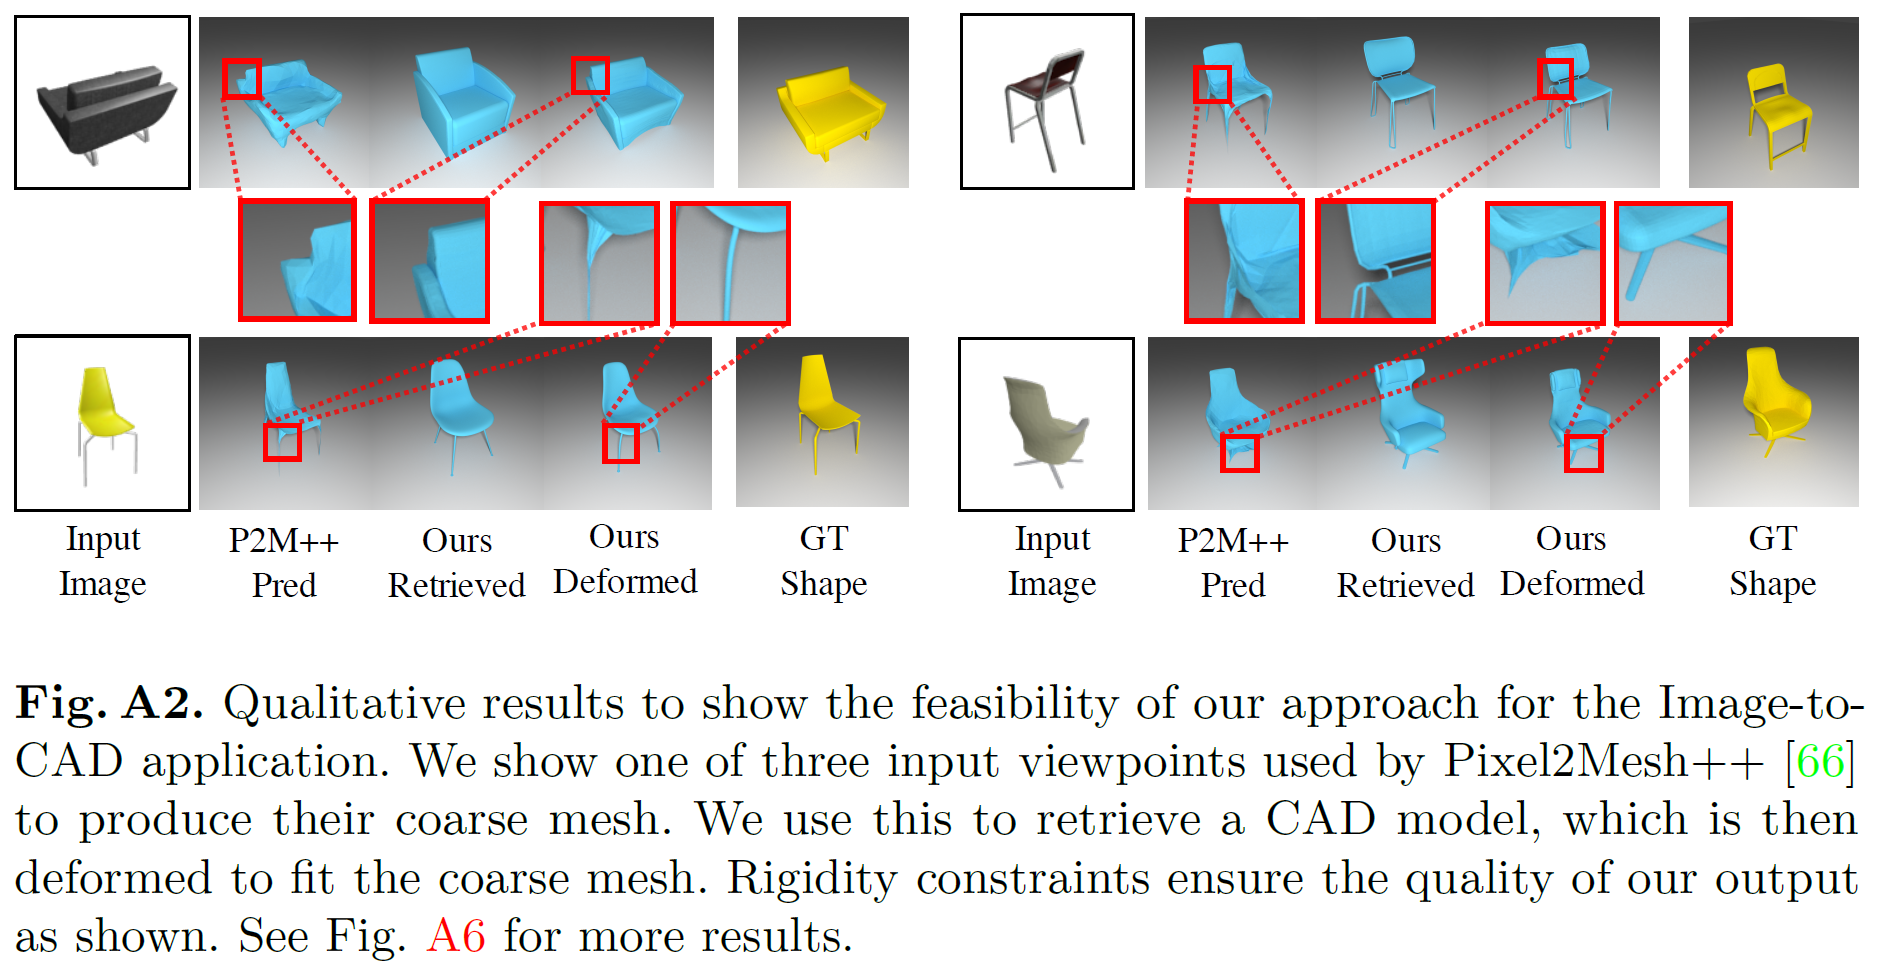 Input Image
P2M++ Pred
Ours Retrieved
Ours Deformed
GT Shape
Input Image
P2M++ Pred
Ours Retrieved
Ours Deformed
GT Shape
Fig. A2. Qualitative results to show the feasibility of our approach for the Image-to-
CAD application. We show one of three input viewpoints used by Pixel2Mesh++ [66]
to produce their coarse mesh. We use this to retrieve a CAD model, which is then
deformed to fit the coarse mesh. Rigidity constraints ensure the quality of our output
as shown. See Fig. A6 for more results.